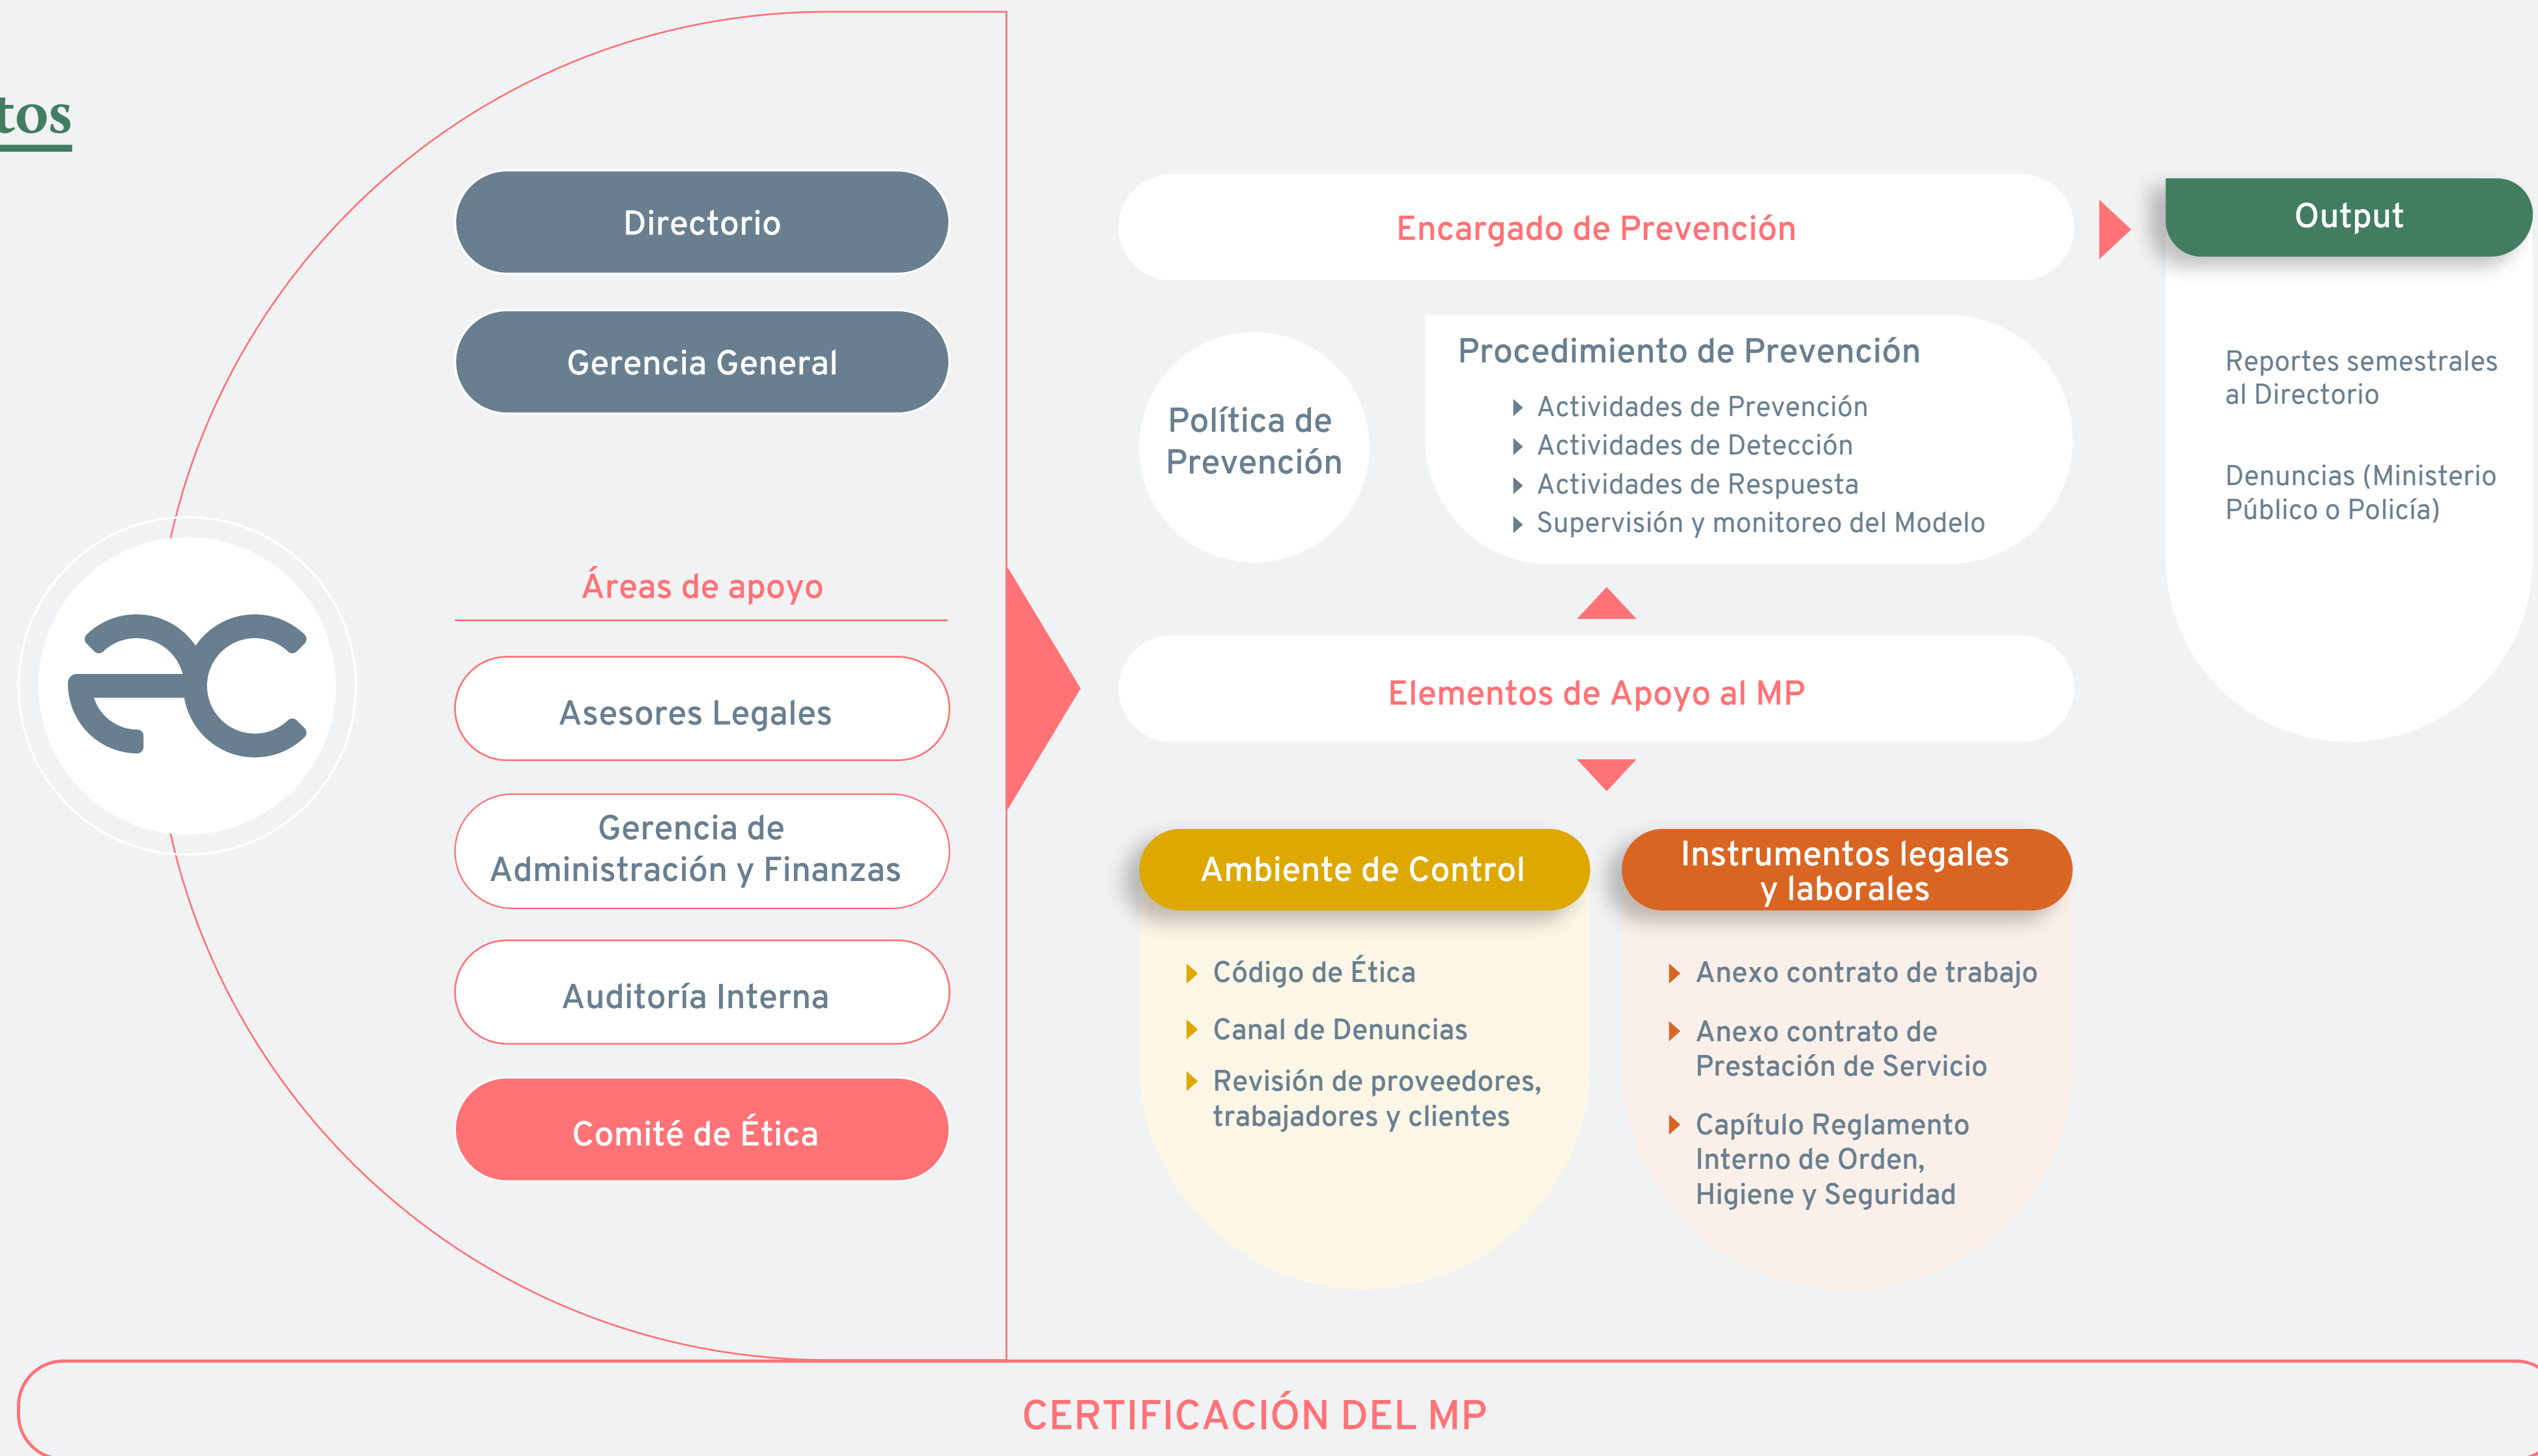 tos
Directorio
Gerencia General
Áreas de apoyo
Asesores Legales
Gerencia de
Administración y Finanzas
Auditoría Interna
Comité de Ética
Encargado de Prevención
Política de
Prevención
Procedimiento de Prevención
Actividades de Prevención
Actividades de Detección
Actividades de Respuesta
Supervisión y monitoreo del Modelo
Elementos de Apoyo al MP
Ambiente de Control
Código de Ética
Canal de Denuncias
Revisión de proveedores,
trabajadores y clientes
Instrumentos legales
y laborales
Anexo contrato de trabajo
Anexo contrato de
Prestación de Servicio
Capítulo Reglamento
Interno de Orden,
Higiene y Seguridad
Output
Reportes semestrales
al Directorio
Denuncias (Ministerio
Público o Policía)
CERTIFICACIÓN DEL MP